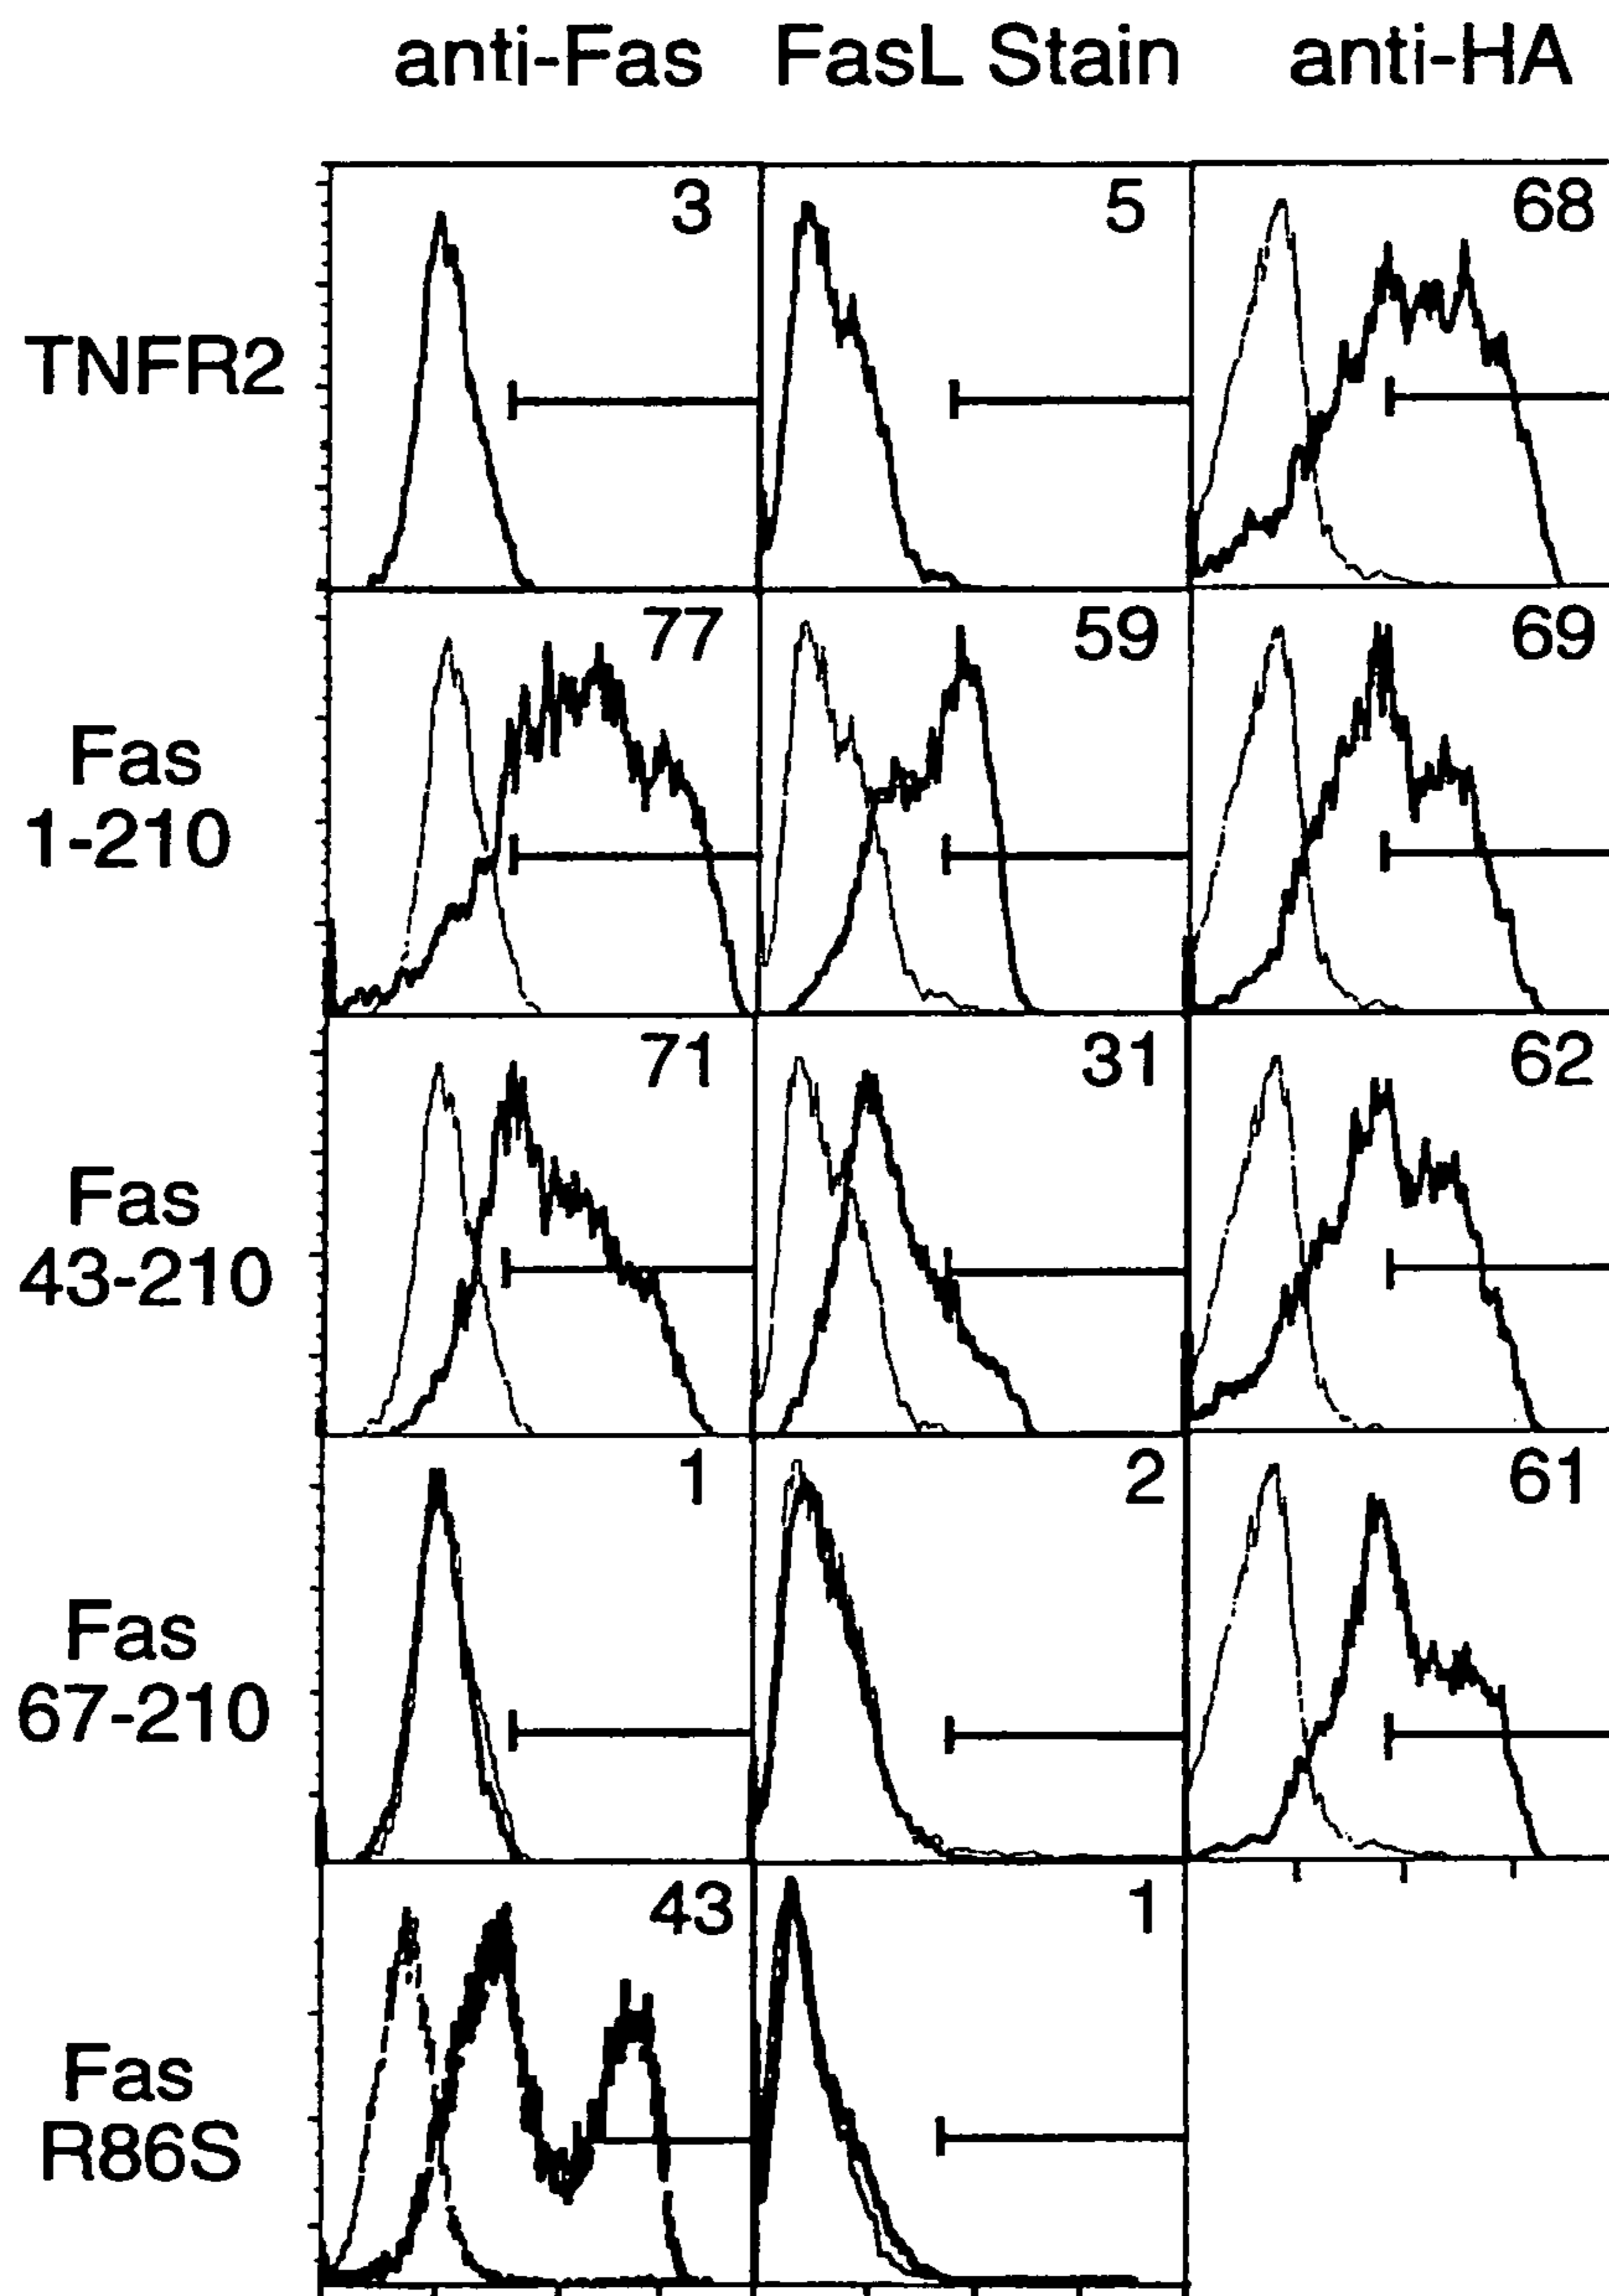 anti-Fas FasL Stain anti-HA
TNFR2 3 5 68
Fas
1-210 77 59 69
Fas
43-210 71 31 62
Fas
67-210 1 2 61
Fas
R86S 43 1